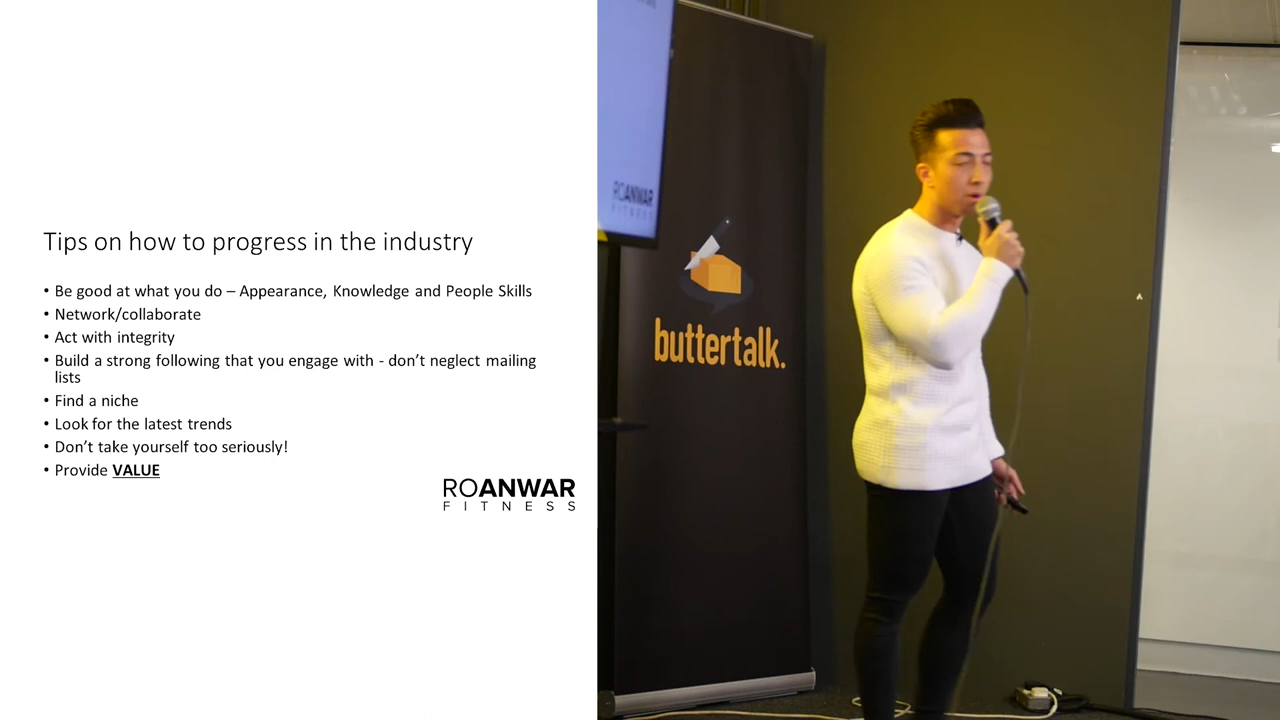 Tips on how to progress in the industry
• Be good at what you do – Appearance, Knowledge and People Skills
• Network/collaborate
• Act with integrity
• Build a strong following that you engage with - don’t neglect mailing
lists
• Find a niche
• Look for the latest trends
• Don’t take yourself too seriously!
• Provide VALUE
ROANWAR
FITNESS
ROANWAR
FITNESS
buttertalk.